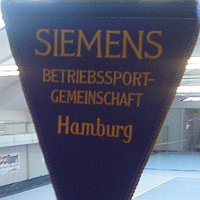 SIEMENS
BETRIEBSSPORT-
GEMEINSCHAFT
Hamburg